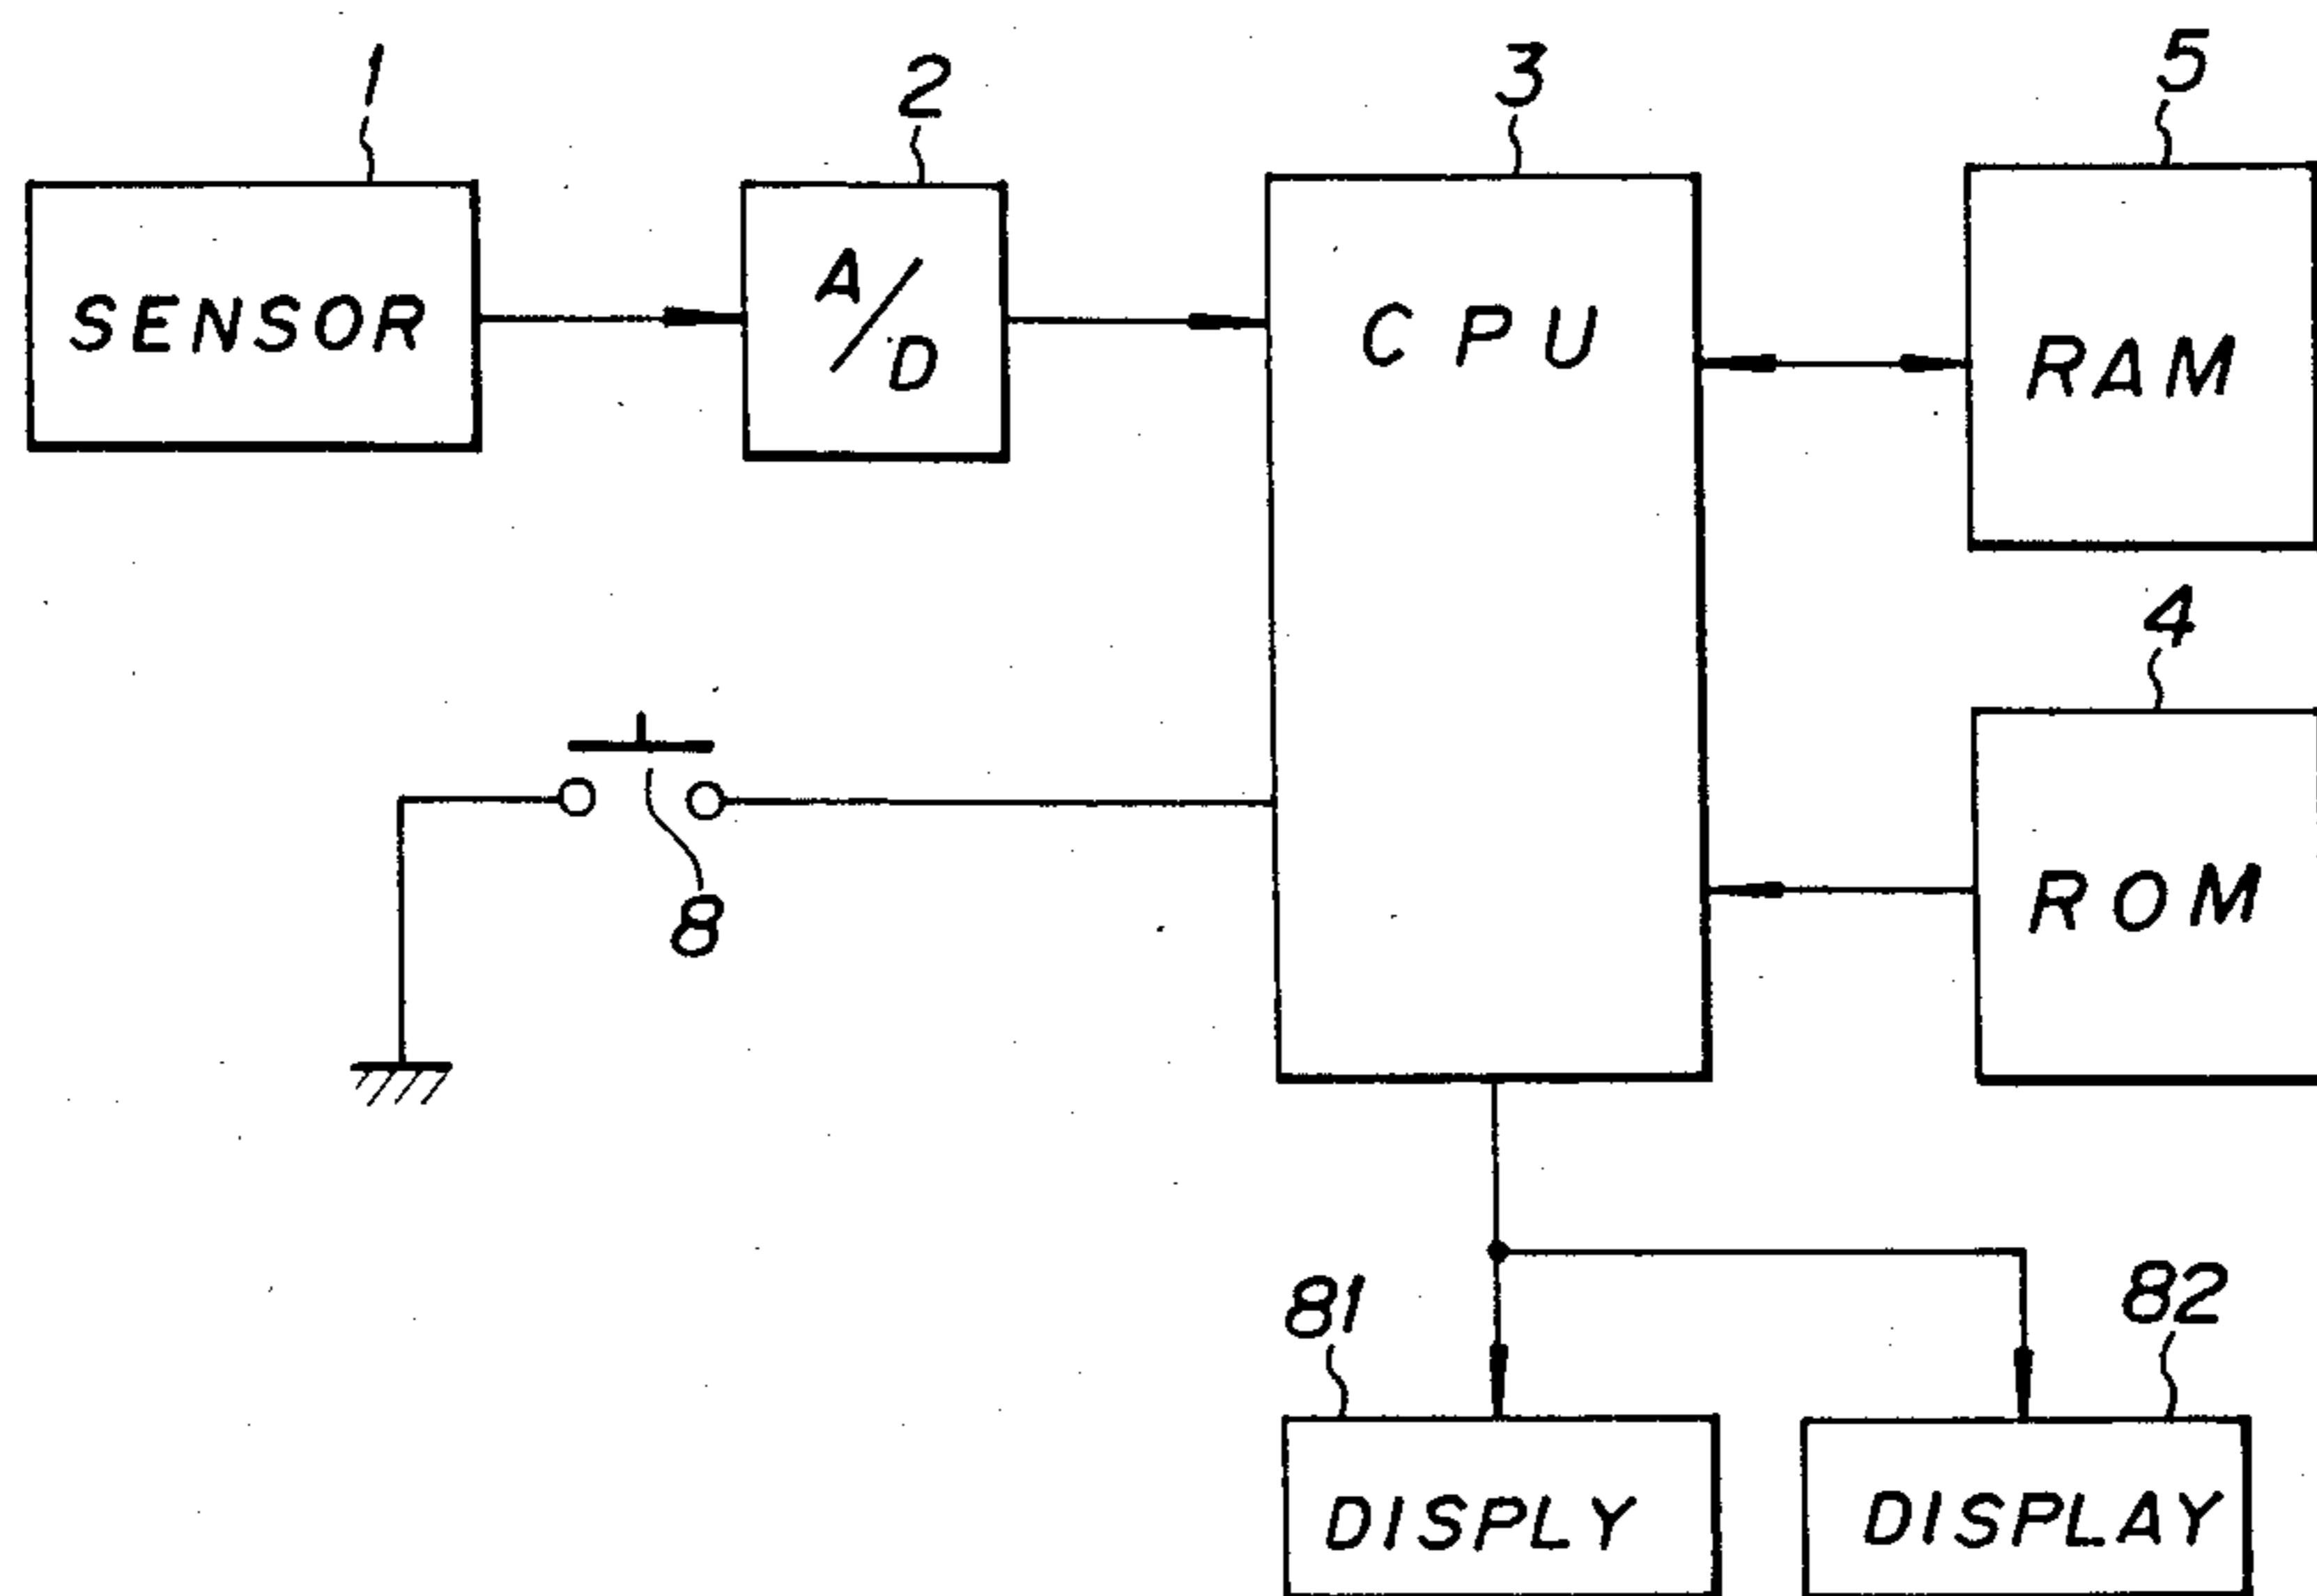 1
2
3
5
SENSOR
A/D
CPU
RAM
4
8
ROM
81
82
DISPLY
DISPLAY